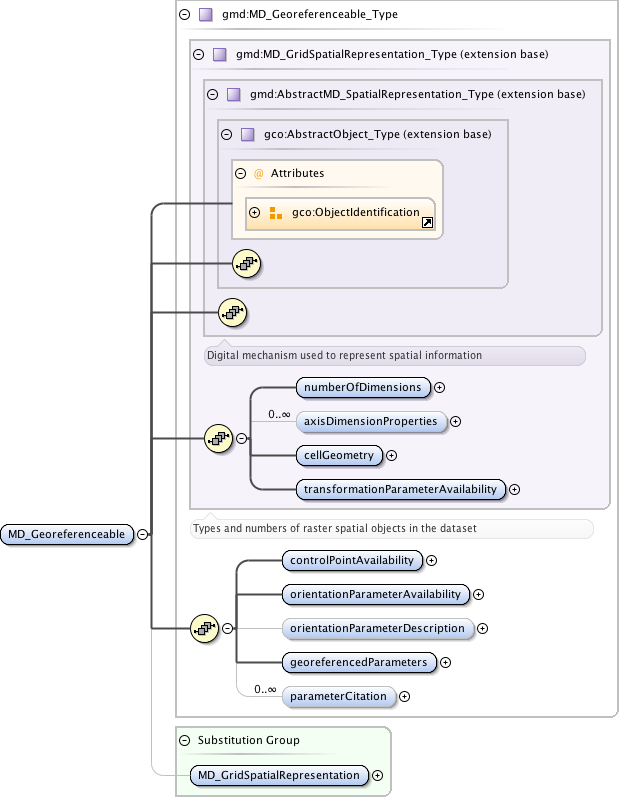 gmd:MD_Georeferenceable_Type
gmd:MD_GridSpatialRepresentation_Type (extension base)
gmd:AbstractMD_SpatialRepresentation_Type (extension base)
gco:AbstractObject_Type (extension base)
@ Attributes
gco:ObjectIdentification
Digital mechanism used to represent spatial information
numberOfDimensions
0..∞
axisDimensionProperties
cellGeometry
transformationParameterAvailability
Types and numbers of raster spatial objects in the dataset
MD_Georeferenceable
controlPointAvailability
orientationParameterAvailability
orientationParameterDescription
georeferencedParameters
0..∞
parameterCitation
Substitution Group
MD_GridSpatialRepresentation